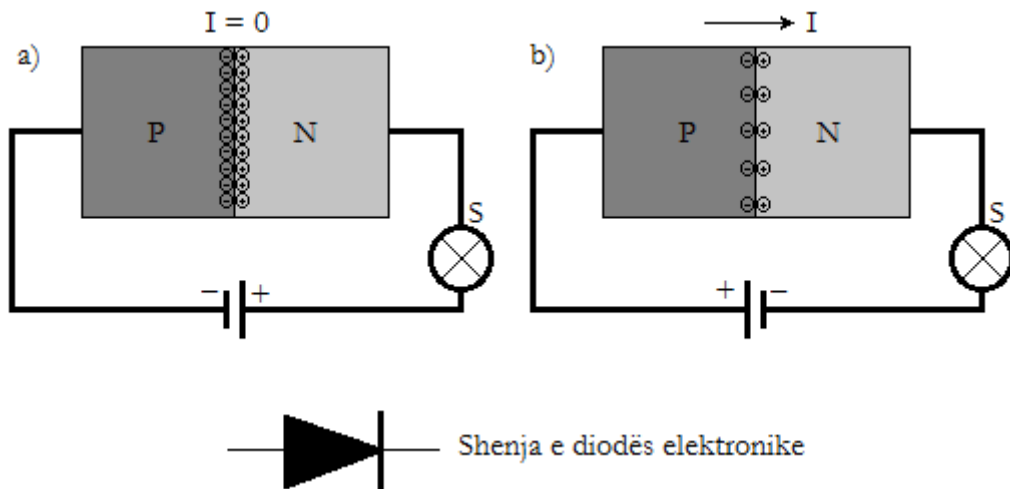 I = 0
a)
P
N
S
− +
I
b)
P
N
S
+ −
Shenja e diodës elektronike